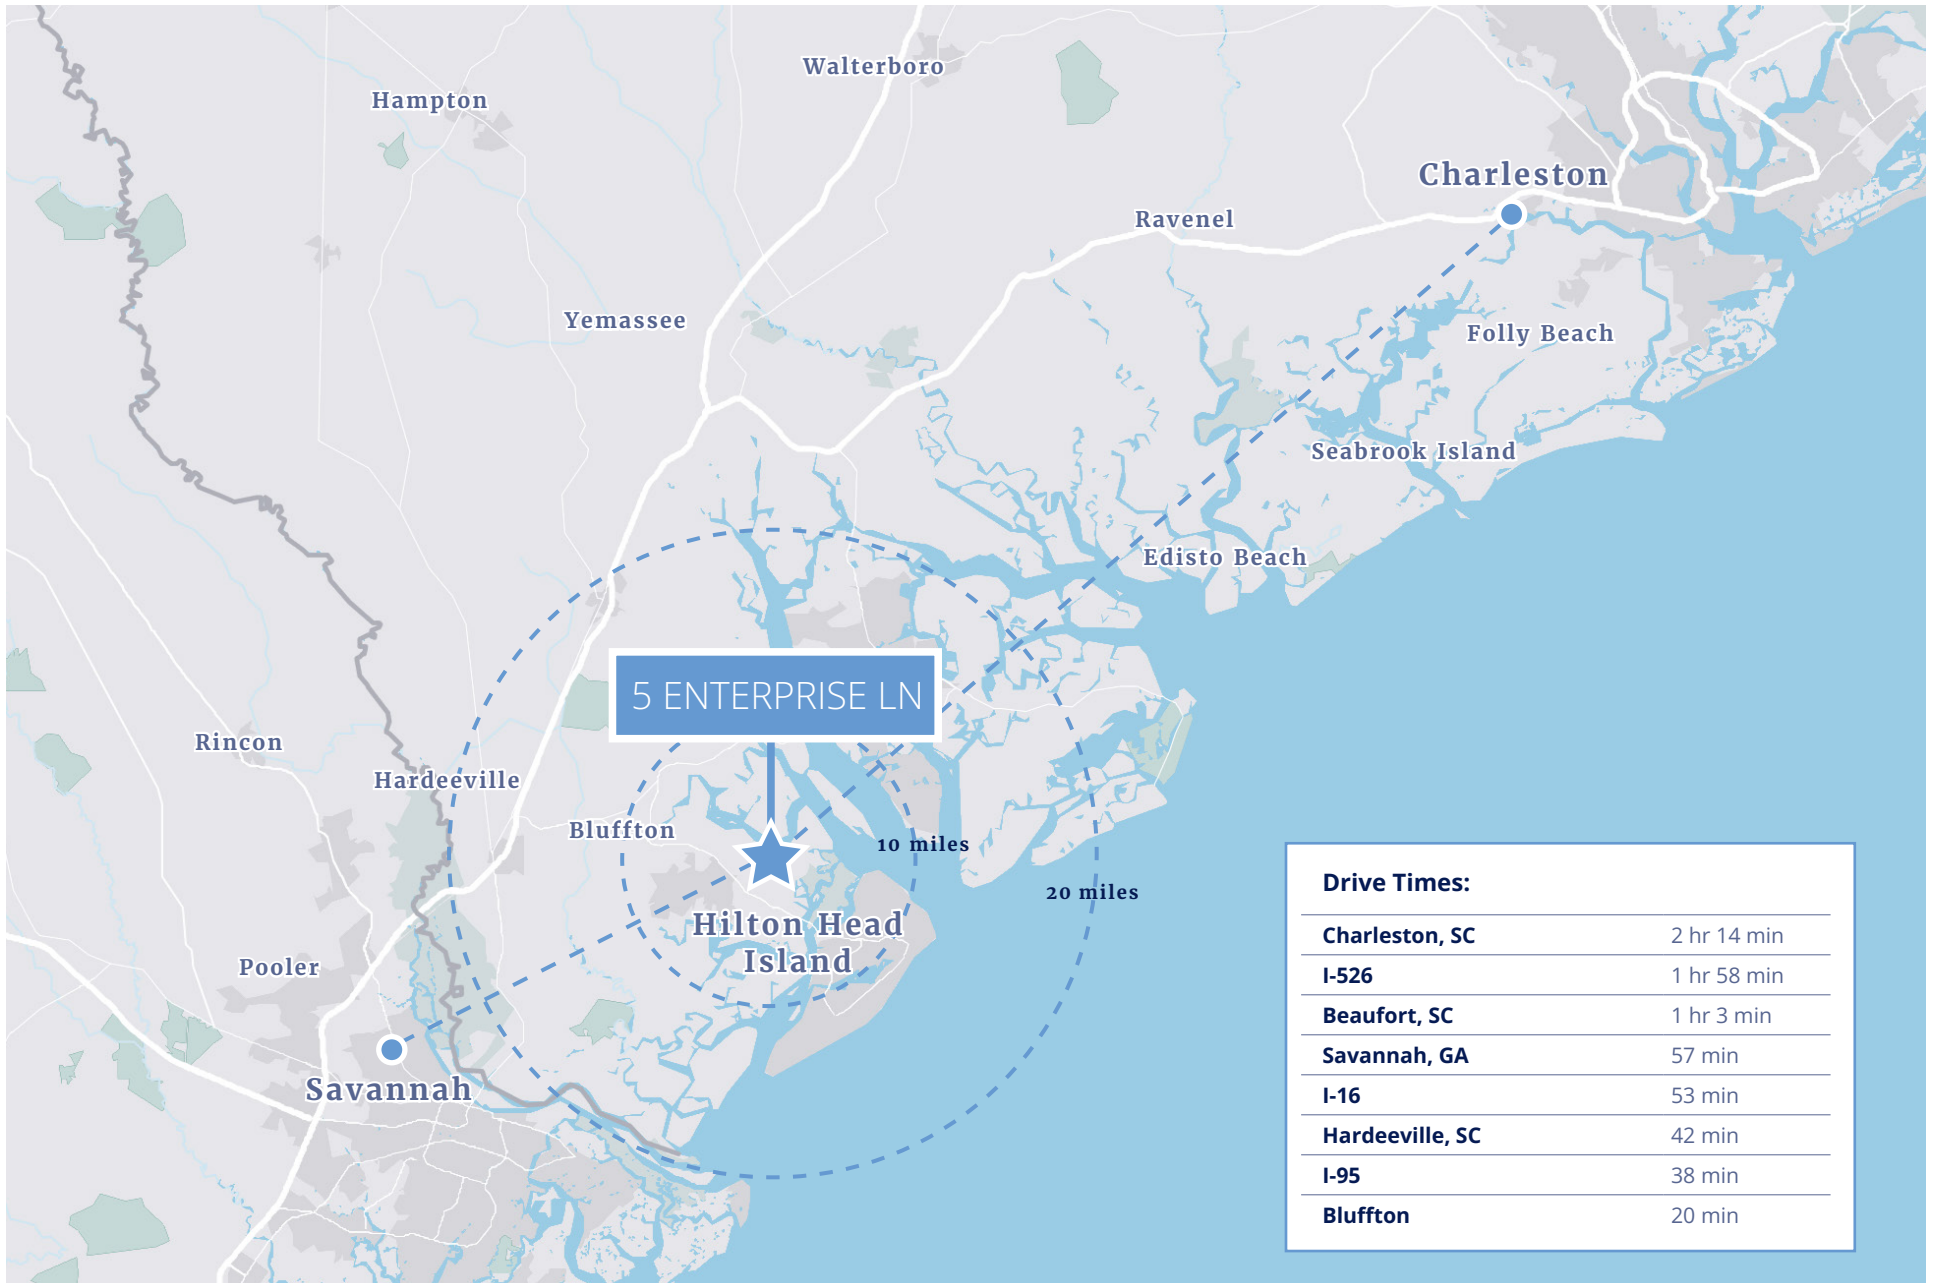 Walterboro
Hampton
Charleston
Ravenel
Yemassee
Folly Beach
Seabrook Island
Edisto Beach
5 ENTERPRISE LN
Rincon
Hardeeville
Bluffton
10 miles
20 miles
Hilton Head
Island
Pooler
Savannah
Drive Times:
Charleston, SC 2 hr 14 min
I-526 1 hr 58 min
Beaufort, SC 1 hr 3 min
Savannah, GA 57 min
I-16 53 min
Hardeeville, SC 42 min
I-95 38 min
Bluffton 20 min